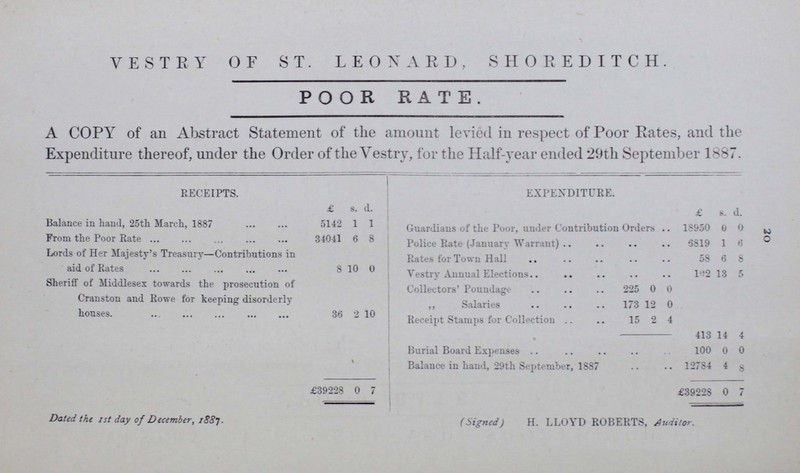 VESTRY OF ST. LEONARD, SHOREDITCH.
POOR RATE.
A COPY of an Abstract Statement of the amount levied in respect of Poor Rates, and the
Expenditure thereof, under the Order of the Vestry, for the Half-year ended 29th September 1887.
RECEIPTS.
£ s. d.
Balance in hand, 25th March, 1887 ... ... 5142 1 1
From the Poor Rate ... ... ... ... ... 34041 6 8
Lords of Her Majesty's Treasury—Contributions in
aid of Rates ... ... ... ... ... 8 10 0
Sheriff of Middlesex towards the prosecution of
Cranston and Rowe for keeping disorderly
houses. ... ... ... ... ... 36 2 10
£39228 0 7
EXPENDITURE.
£ s. d.
Guardians of the Poor, under Contribution Orders .. 18950 0 0
Police Rate (January Warrant) .. .. .. .. 6819 1 6
Rates for Town Hall .. .. .. .. .. 58 6 8
Vestry Annual Elections.. .. .. .. .. 102 13 5
Collectors' Poundage .. .. .. 225 0 0
„ Salaries .. .. .. 173 12 0
Receipt Stamps for Collection .. .. 15 2 4
413 14 4
Burial Board Expenses .. .. .. .. .. 100 0 0
Balance in hand, 29th September, 1887 .. .. 12784 4 8
£39228 0 7
20
Dated the 1st day of December, 1887.
(Signed) H. LLOYD ROBERTS, Auditor.